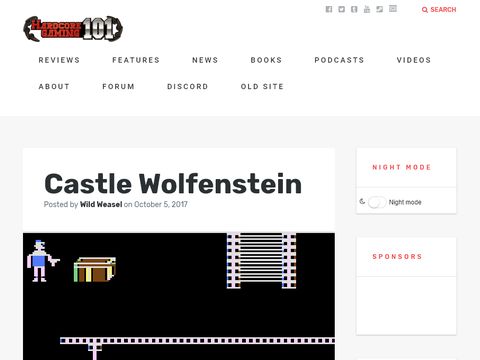 HARDCORE GAMING 101
SEARCH
REVIEWS FEATURES NEWS BOOKS PODCASTS VIDEOS
ABOUT FORUM DISCORD OLD SITE
Castle Wolfenstein
Posted by Wild Weasel on October 5, 2017
NIGHT MODE
Night mode
SPONSORS